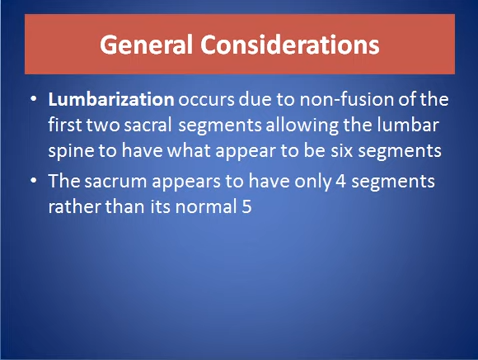 General Considerations
• Lumbarization occurs due to non-fusion of the
first two sacral segments allowing the lumbar
spine to have what appear to be six segments
• The sacrum appears to have only 4 segments
rather than its normal 5